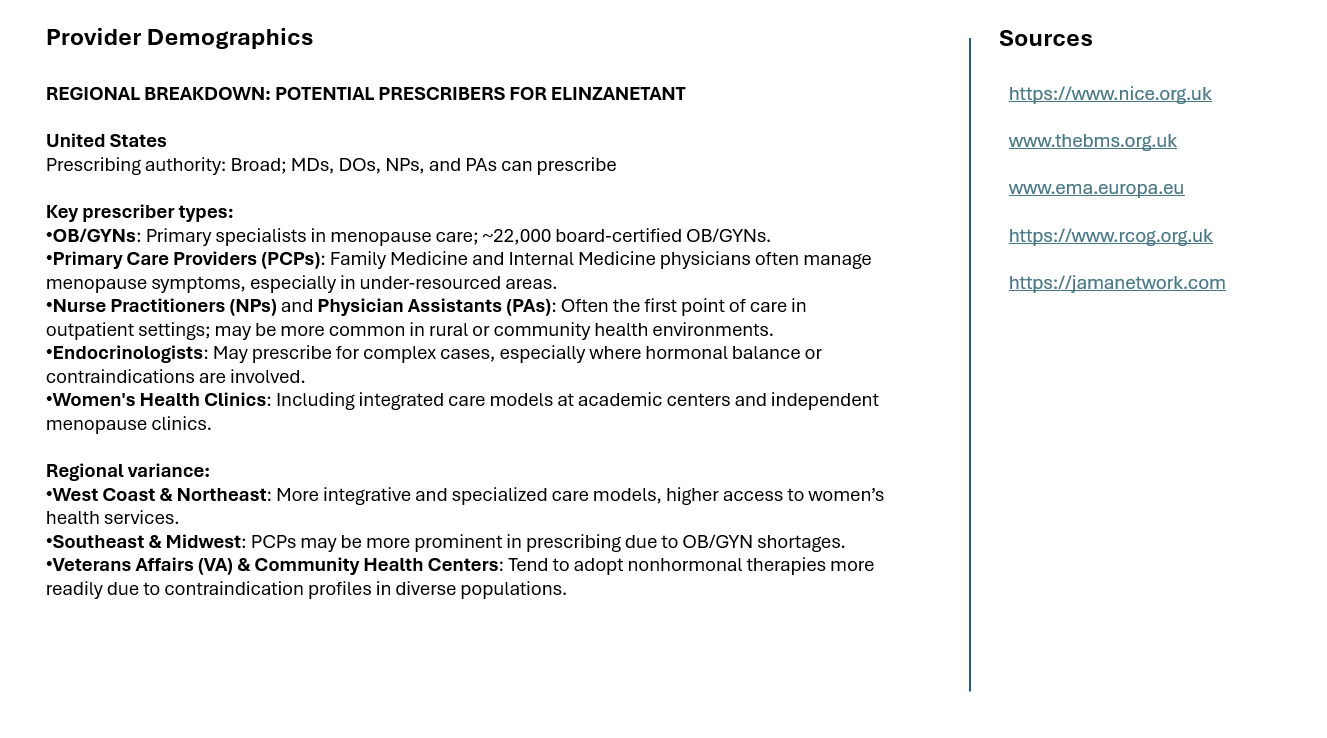 Provider Demographics
REGIONAL BREAKDOWN: POTENTIAL PRESCRIBERS FOR ELINZANETANT
United States
Prescribing authority: Broad; MDs, DOs, NPs, and PAs can prescribe
Key prescriber types:
•OB/GYNs: Primary specialists in menopause care; ~22,000 board-certified OB/GYNs.
•Primary Care Providers (PCPs): Family Medicine and Internal Medicine physicians often manage
menopause symptoms, especially in under-resourced areas.
•Nurse Practitioners (NPs) and Physician Assistants (PAs): Often the first point of care in
outpatient settings; may be more common in rural or community health environments.
•Endocrinologists: May prescribe for complex cases, especially where hormonal balance or
contraindications are involved.
•Women's Health Clinics: Including integrated care models at academic centers and independent
menopause clinics.
Regional variance:
•West Coast & Northeast: More integrative and specialized care models, higher access to women’s
health services.
•Southeast & Midwest: PCPs may be more prominent in prescribing due to OB/GYN shortages.
•Veterans Affairs (VA) & Community Health Centers: Tend to adopt nonhormonal therapies more
readily due to contraindication profiles in diverse populations.
Sources
https://www.nice.org.uk
www.thebms.org.uk
www.ema.europa.eu
https://www.rcog.org.uk
https://jamanetwork.com